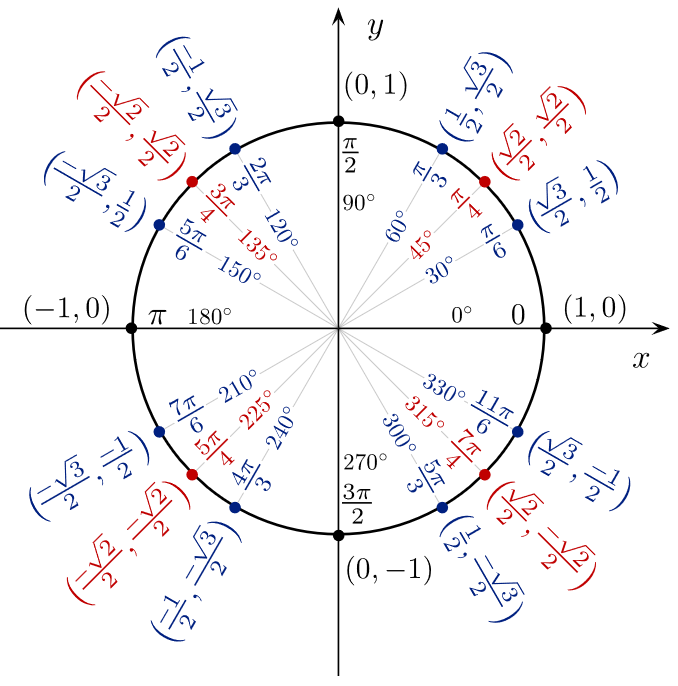 y
(0, 1)
(−1/2, √3/2)
(1/2, √3/2)
(−√2/2, √2/2)
(√2/2, √2/2)
(−√3/2, 1/2)
(√3/2, 1/2)
π/2
90°
2π/3
120°
π/3
60°
3π/4
135°
π/4
45°
5π/6
150°
π/6
30°
(−1, 0)
π
180°
0°
0
(1, 0)
x
7π/6
210°
330°
11π/6
5π/4
225°
315°
7π/4
4π/3
240°
300°
5π/3
270°
3π/2
(−√3/2, −1/2)
(√3/2, −1/2)
(−√2/2, −√2/2)
(√2/2, −√2/2)
(−1/2, −√3/2)
(1/2, −√3/2)
(0, −1)